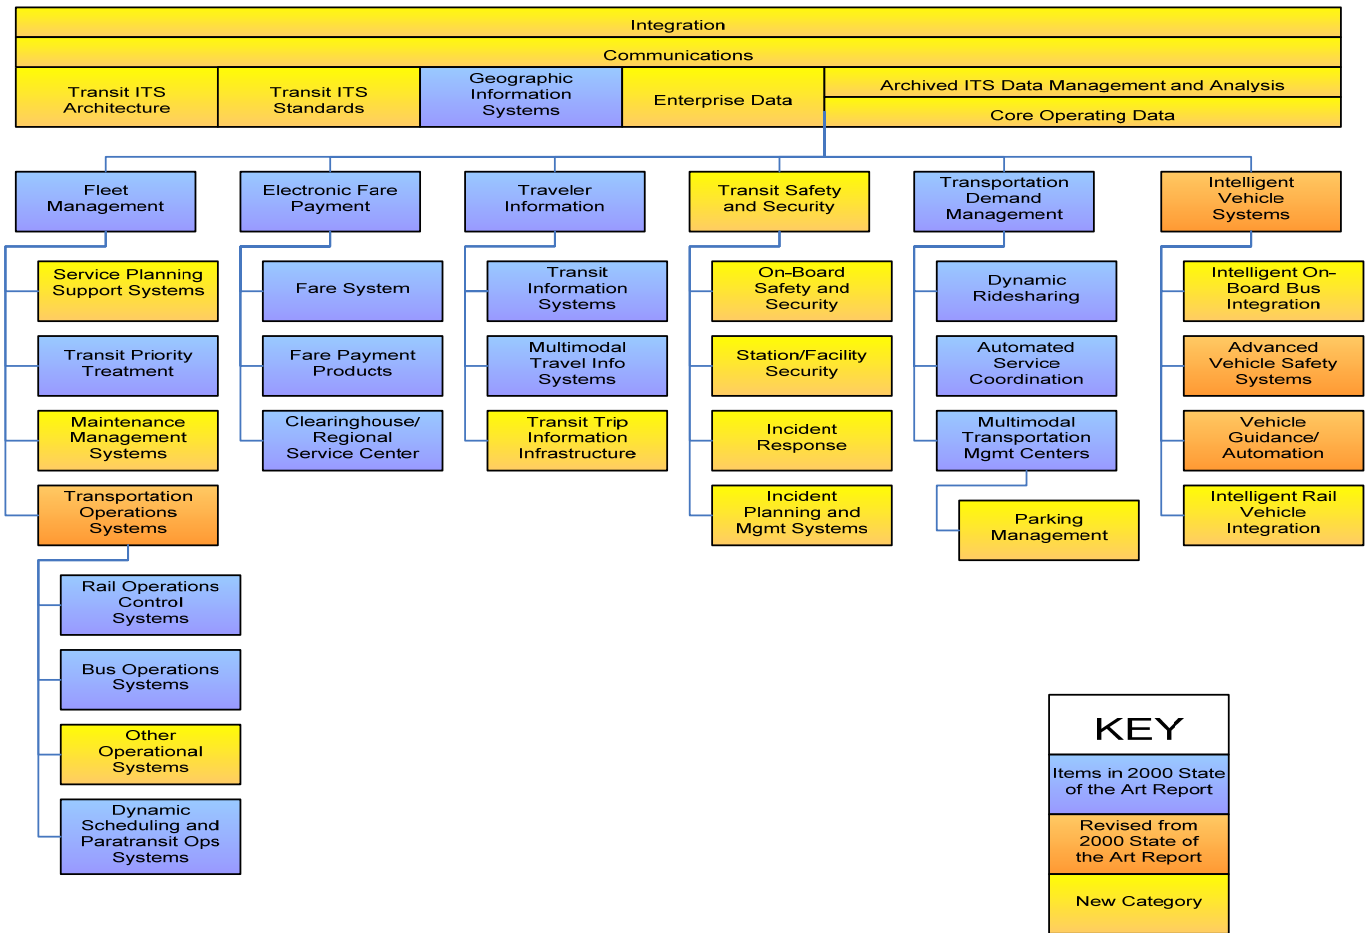 Integration
Communications
Transit ITS
Architecture
Transit ITS
Standards
Geographic
Information
Systems
Enterprise Data
Archived ITS Data Management and Analysis
Core Operating Data
Fleet
Management
Electronic Fare
Payment
Traveler
Information
Transit Safety
and Security
Transportation
Demand
Management
Intelligent
Vehicle
Systems
Service Planning
Support Systems
Transit Priority
Treatment
Maintenance
Management
Systems
Transportation
Operations
Systems
Rail Operations
Control
Systems
Bus Operations
Systems
Other
Operational
Systems
Dynamic
Scheduling and
Paratransit Ops
Systems
Fare System
Fare Payment
Products
Clearinghouse/
Regional
Service Center
Transit
Information
Systems
Multimodal
Travel Info
Systems
Transit Trip
Information
Infrastructure
On-Board
Safety and
Security
Station/Facility
Security
Incident
Response
Incident
Planning and
Mgmt Systems
Dynamic
Ridesharing
Automated
Service
Coordination
Multimodal
Transportation
Mgmt Centers
Parking
Management
Intelligent On-
Board Bus
Integration
Advanced
Vehicle Safety
Systems
Vehicle
Guidance/
Automation
Intelligent Rail
Vehicle
Integration
KEY
Items in 2000 State
of the Art Report
Revised from
2000 State of
the Art Report
New Category